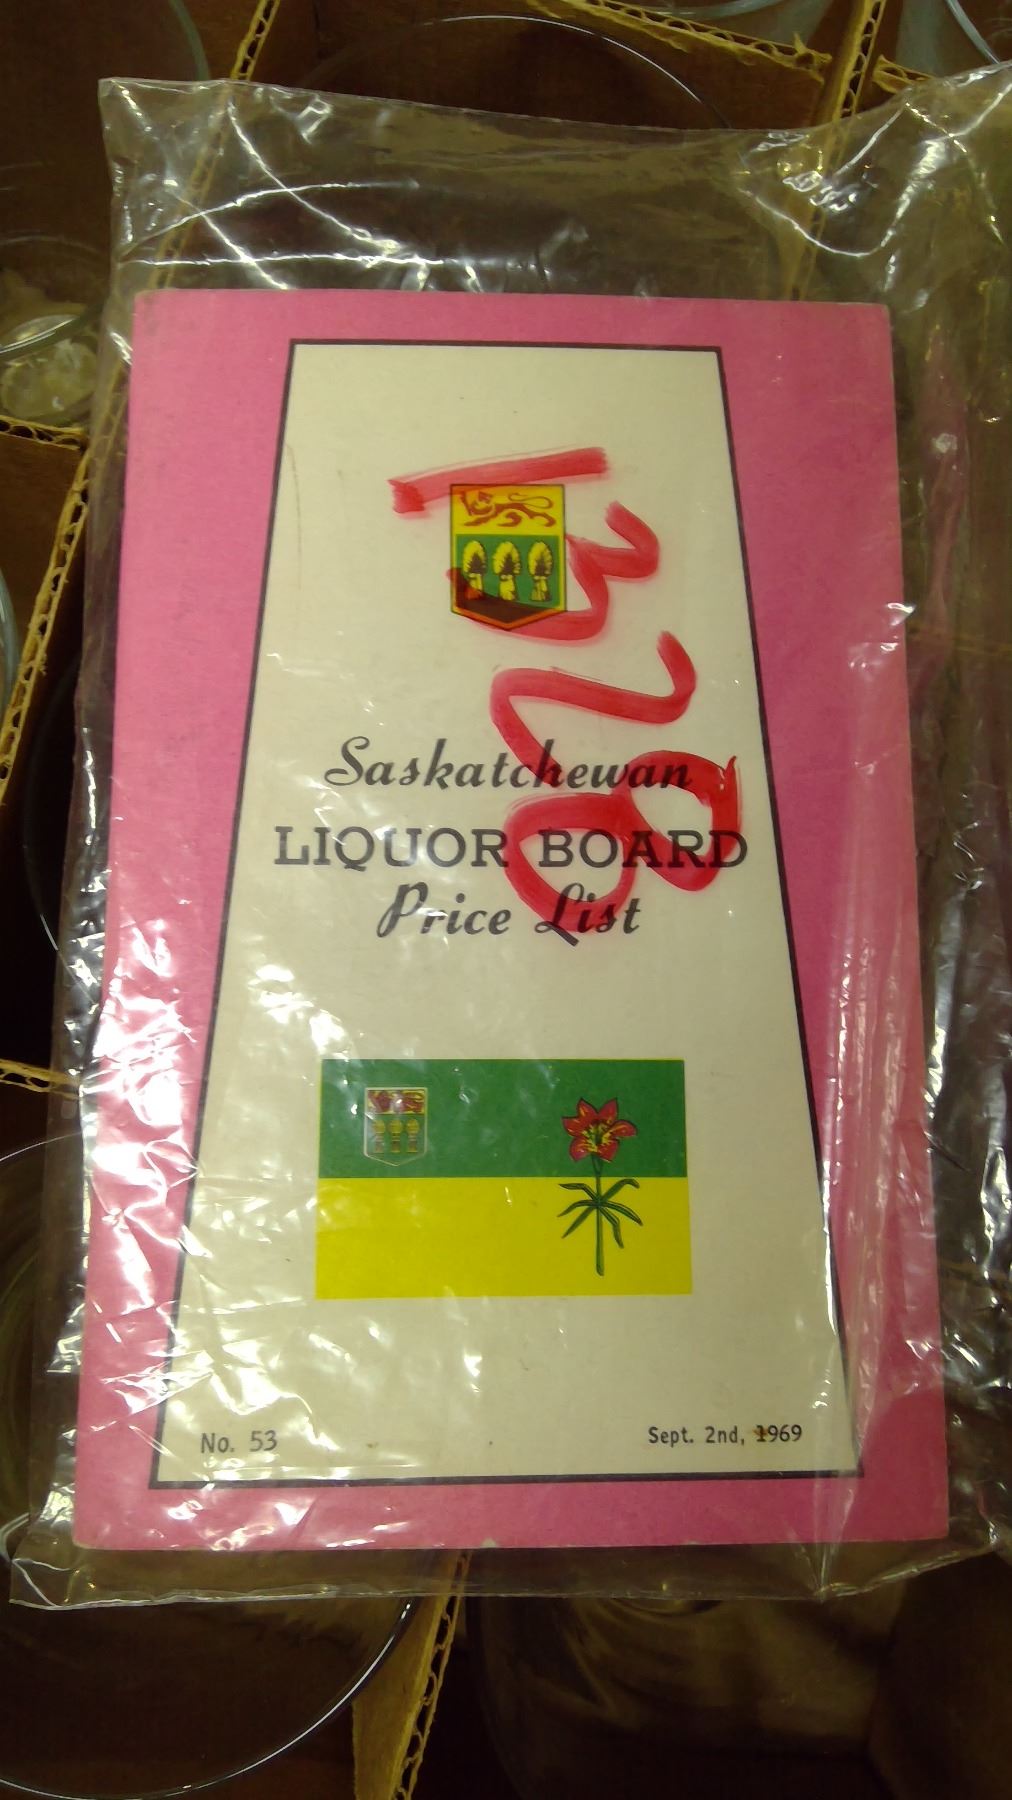 1328
Saskatchewan
LIQUOR BOARD
Price List
No. 53
Sept. 2nd, 1969